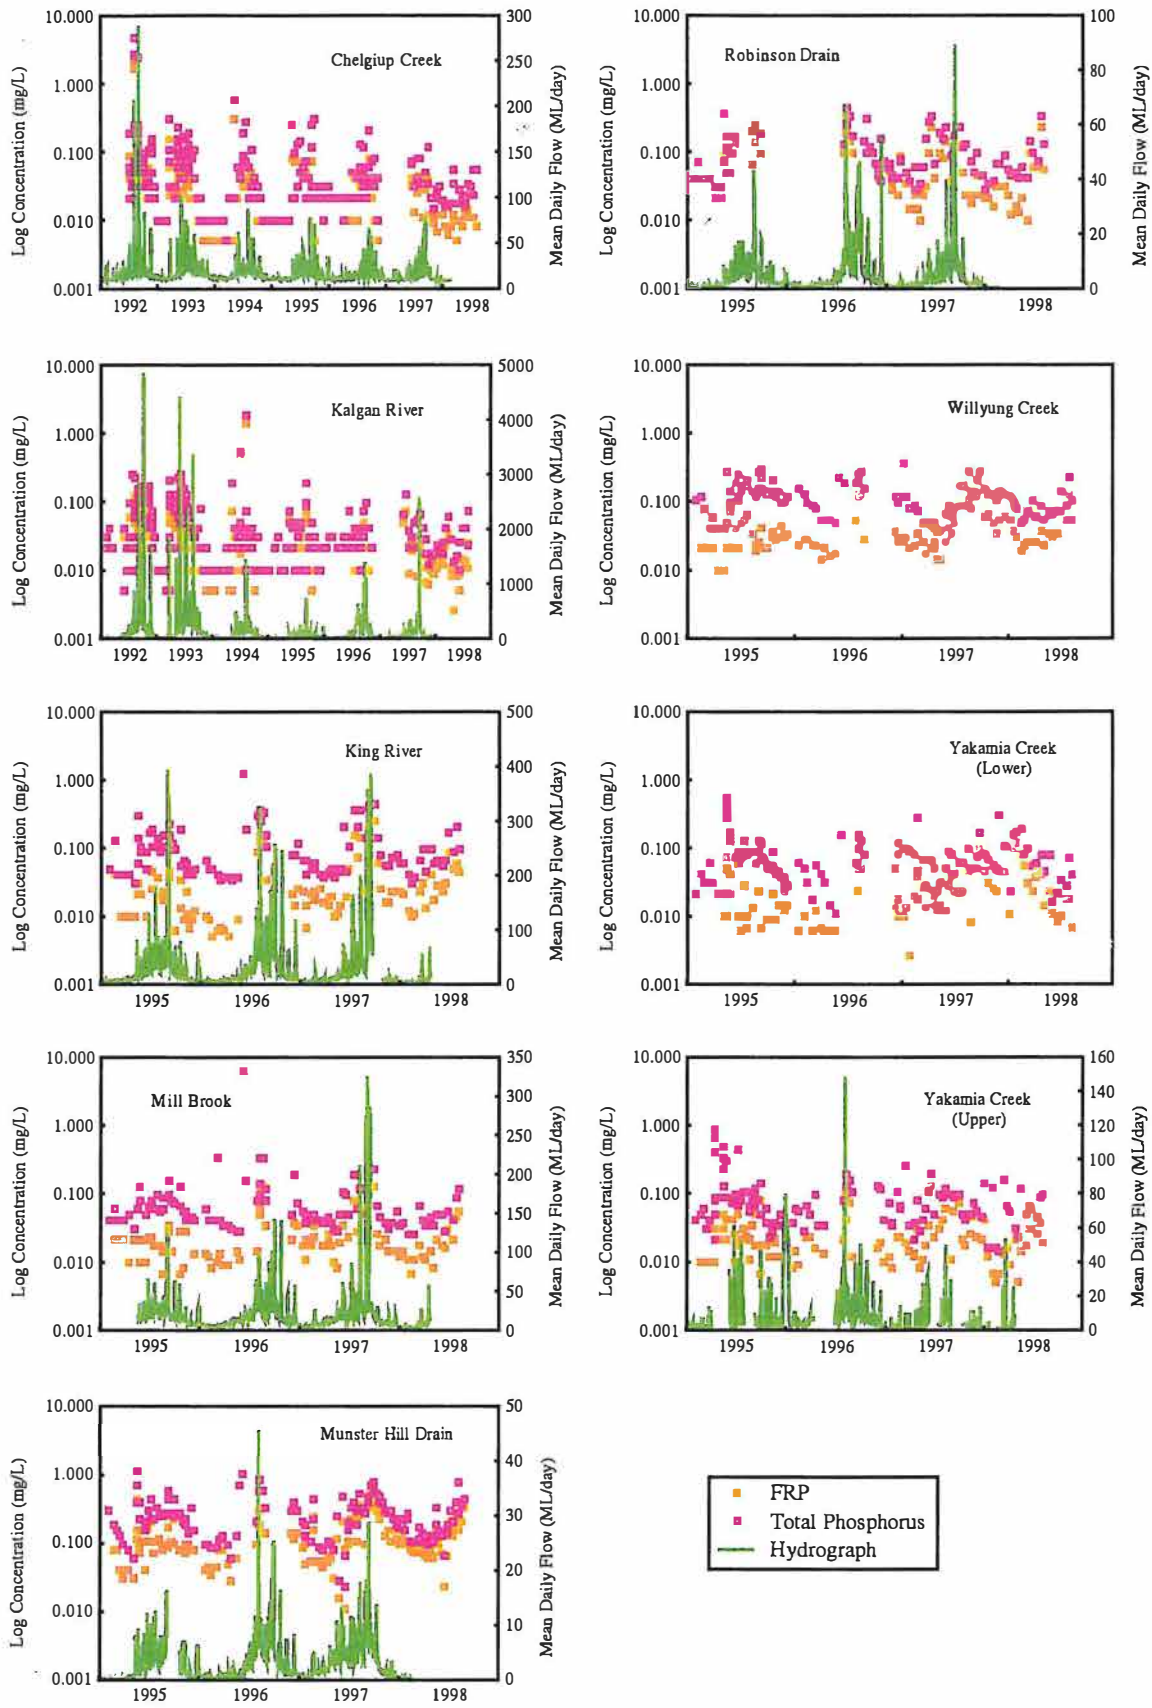 Chelgiup Creek
Log Concentration (mg/L)
10.000
1.000
0.100
0.010
0.001
300
250
200
150
100
50
0
Mean Daily Flow (ML/day)
1992 1993 1994 1995 1996 1997 1998
Robinson Drain
Log Concentration (mg/L)
10.000
1.000
0.100
0.010
0.001
100
80
60
40
20
0
Mean Daily Flow (ML/day)
1995 1996 1997 1998
Kalgan River
Log Concentration (mg/L)
10.000
1.000
0.100
0.010
0.001
5000
4000
3000
2000
1000
0
Mean Daily Flow (ML/day)
1992 1993 1994 1995 1996 1997 1998
Willyung Creek
Log Concentration (mg/L)
10.000
1.000
0.100
0.010
0.001
1995 1996 1997 1998
King River
Log Concentration (mg/L)
10.000
1.000
0.100
0.010
0.001
500
400
300
200
100
0
Mean Daily Flow (ML/day)
1995 1996 1997 1998
Yakamia Creek
(Lower)
Log Concentration (mg/L)
10.000
1.000
0.100
0.010
0.001
1995 1996 1997 1998
Mill Brook
Log Concentration (mg/L)
10.000
1.000
0.100
0.010
0.001
350
300
250
200
150
100
50
0
Mean Daily Flow (ML/day)
1995 1996 1997 1998
Yakamia Creek
(Upper)
Log Concentration (mg/L)
10.000
1.000
0.100
0.010
0.001
160
140
120
100
80
60
40
20
0
Mean Daily Flow (ML/day)
1995 1996 1997 1998
Munster Hill Drain
Log Concentration (mg/L)
10.000
1.000
0.100
0.010
0.001
50
40
30
20
10
0
Mean Daily Flow (ML/day)
1995 1996 1997 1998
FRP
Total Phosphorus
Hydrograph